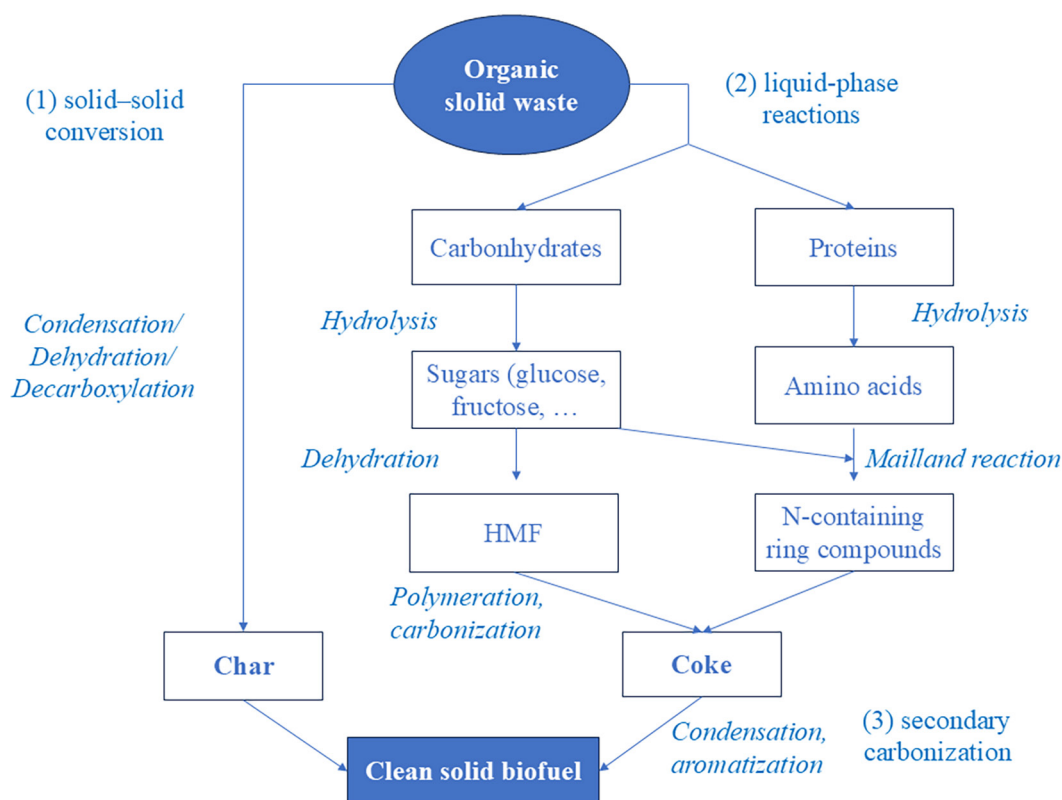 Organic
slolid waste
(1) solid–solid
conversion
(2) liquid-phase
reactions
Carbonhydrates
Proteins
Condensation/
Dehydration/
Decarboxylation
Hydrolysis
Hydrolysis
Sugars (glucose,
fructose, …
Amino acids
Dehydration
Mailland reaction
HMF
N-containing
ring compounds
Polymeration,
carbonization
Char
Coke
Condensation,
aromatization
(3) secondary
carbonization
Clean solid biofuel